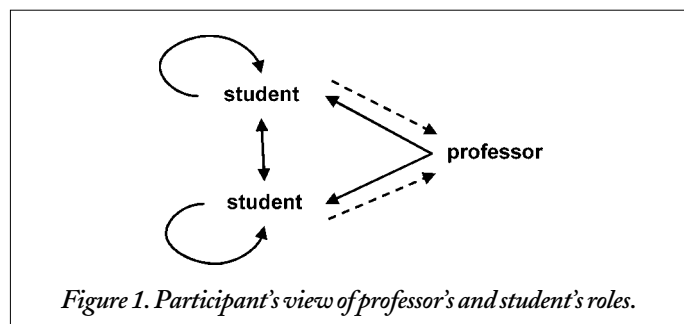 student
professor
student
Figure 1. Participant's view of professor's and student's roles.